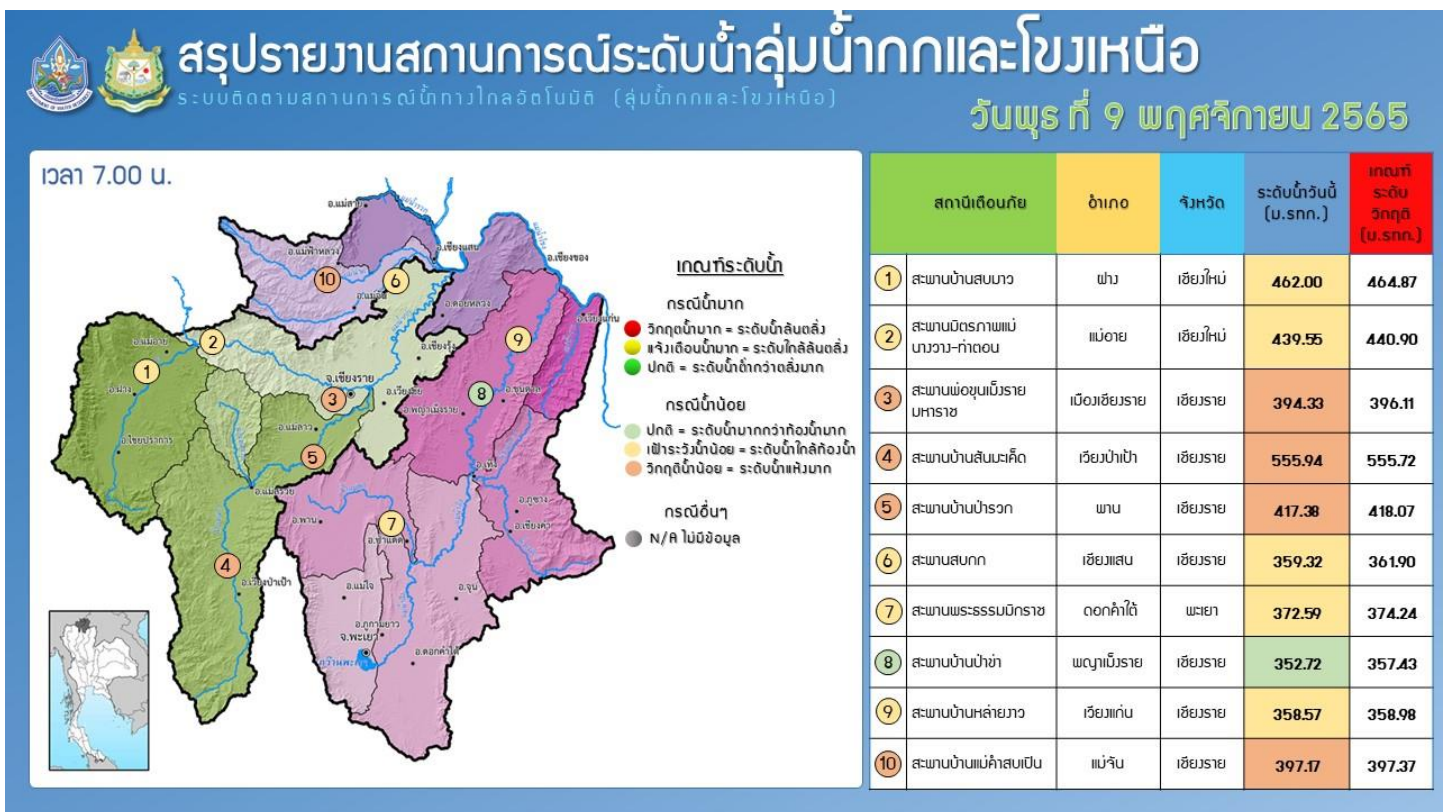 สรุปรายงานสถานการณ์ระดับน้ำลุ่มน้ำกกและโขงเหนือ
ระบบติดตามสถานการณ์น้ำทางไกลอัตโนมัติ (ลุ่มน้ำกกและโขงเหนือ)
วันพุธ ที่ 9 พฤศจิกายน 2565
เวลา 7.00 น.
อ.แม่สาย
แม่น้ำรวก
อ.เชียงแสน
แม่น้ำโขง
อ.เชียงของ
อ.แม่ฟ้าหลวง
10
6
อ.แม่จัน
อ.ดอยหลวง
อ.เวียงแก่น
9
2
อ.แม่อาย
อ.เชียงรุ้ง
1
จ.เชียงราย
อ.ฝาง
3
อ.เวียงชัย
8
อ.ขุนตาล
อ.พญาเม็งราย
อ.แม่ลาว
อ.ไชยปราการ
5
อ.เทิง
อ.แม่สรวย
อ.ภูซาง
อ.พาน
7
อ.เชียงคำ
อ.ป่าแดด
4
อ.เวียงป่าเป้า
อ.แม่ใจ
อ.จุน
อ.ภูกามยาว
จ.พะเยา
อ.ดอกคำใต้
กว๊านพะเยา
เกณฑ์ระดับน้ำ
กรณีน้ำมาก
วิกฤตน้ำมาก = ระดับน้ำล้นตลิ่ง
แจ้งเตือนน้ำมาก = ระดับใกล้ล้นตลิ่ง
ปกติ = ระดับน้ำต่ำกว่าตลิ่งมาก
กรณีน้ำน้อย
ปกติ = ระดับน้ำมากกว่าท้องน้ำมาก
เฝ้าระวังน้ำน้อย = ระดับน้ำใกล้ท้องน้ำ
วิกฤติน้ำน้อย = ระดับน้ำแห้งมาก
กรณีอื่นๆ
N/A ไม่มีข้อมูล
สถานีเตือนภัย อำเภอ จังหวัด ระดับน้ำวันนี้ (ม.รทก.) เกณฑ์ระดับวิกฤติ (ม.รทก.)
1 สะพานบ้านสบมาว ฝาง เชียงใหม่ 462.00 464.87
2 สะพานมิตรภาพแม่นางวาง-ท่าตอน แม่อาย เชียงใหม่ 439.55 440.90
3 สะพานพ่อขุนเม็งรายมหาราช เมืองเชียงราย เชียงราย 394.33 396.11
4 สะพานบ้านสันมะเค็ด เวียงป่าเป้า เชียงราย 555.94 555.72
5 สะพานบ้านป่ารวก พาน เชียงราย 417.38 418.07
6 สะพานสบกก เชียงแสน เชียงราย 359.32 361.90
7 สะพานพระธรรมมิกราช ดอกคำใต้ พะเยา 372.59 374.24
8 สะพานบ้านป่าข่า พญาเม็งราย เชียงราย 352.72 357.43
9 สะพานบ้านหล่ายงาว เวียงแก่น เชียงราย 358.57 358.98
10 สะพานบ้านแม่คำสบเปิน แม่จัน เชียงราย 397.17 397.37